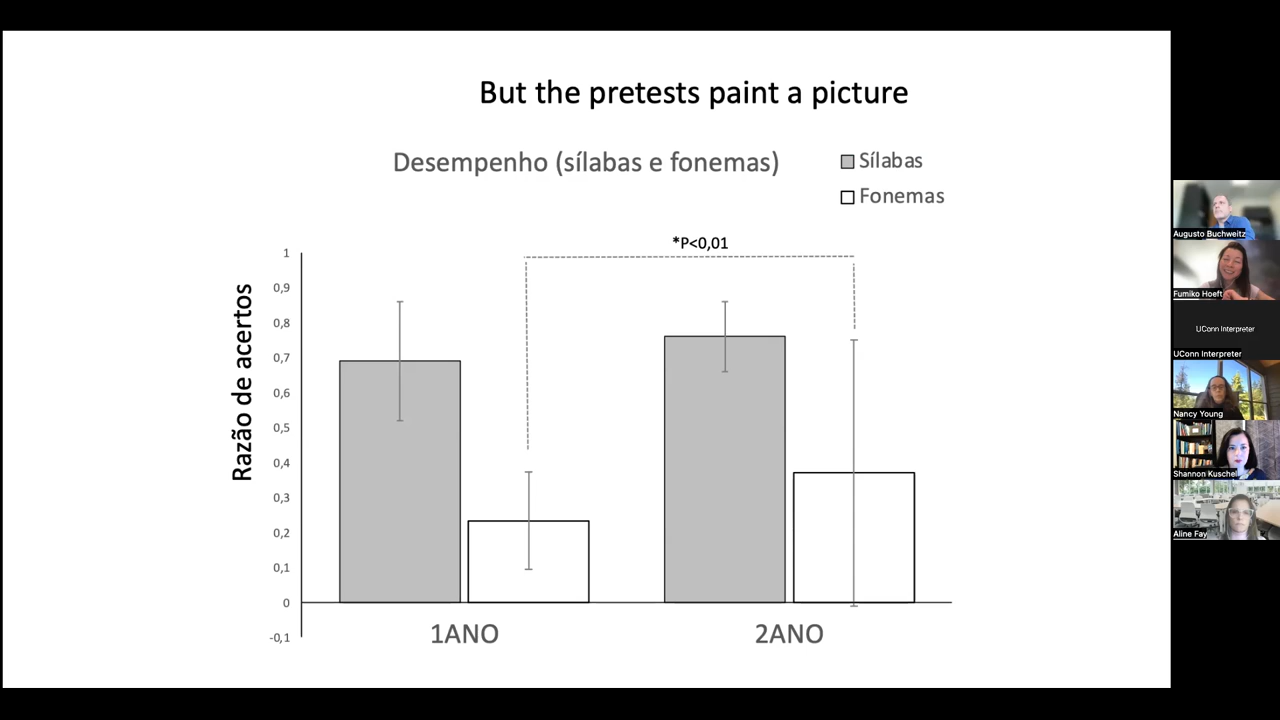 But the pretests paint a picture
Desempenho (sílabas e fonemas)
Sílabas
Fonemas
*P<0,01
Razão de acertos
1
0,9
0,8
0,7
0,6
0,5
0,4
0,3
0,2
0,1
0
-0,1
1ANO
2ANO
Augusto Buchweitz
Fumiko Hoeft
UConn Interpreter
UConn Interpreter
Nancy Young
Shannon Kuschel
Aline Fay